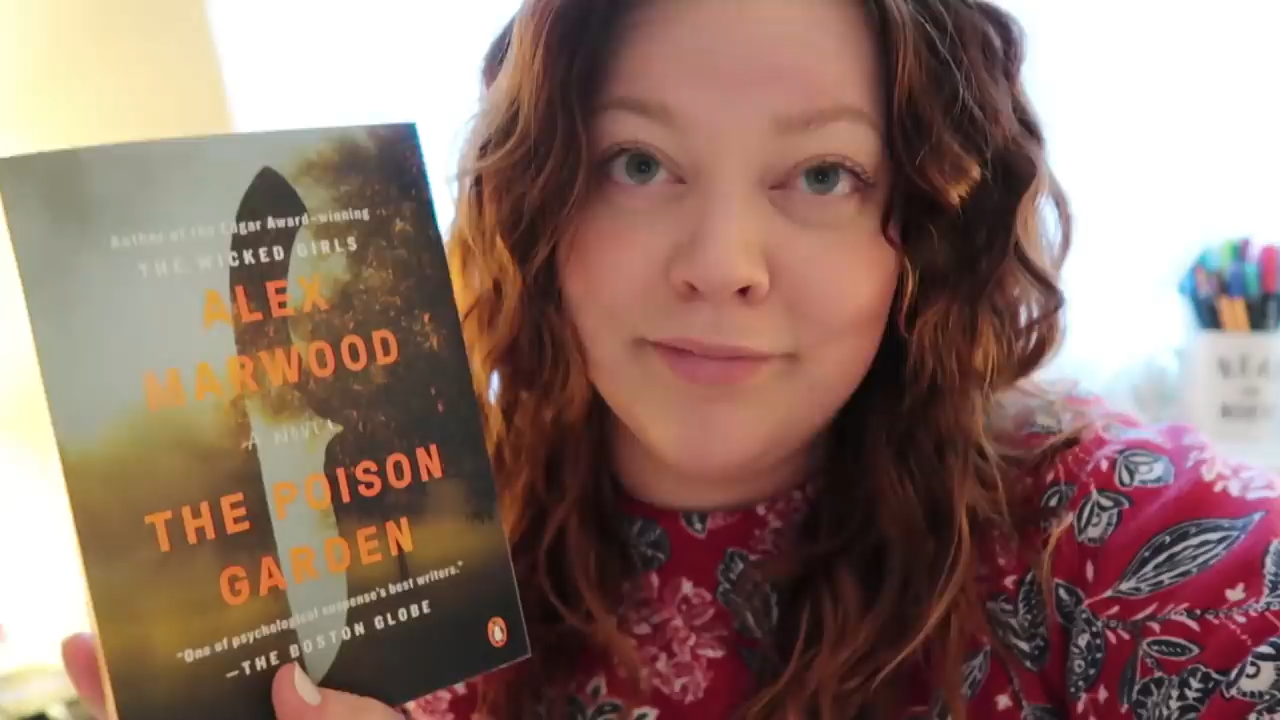 Author of the Edgar Award–winning
THE WICKED GIRLS
ALEX
MARWOOD
A NOVEL
THE POISON
GARDEN
"One of psychological suspense's best writers."
—THE BOSTON GLOBE